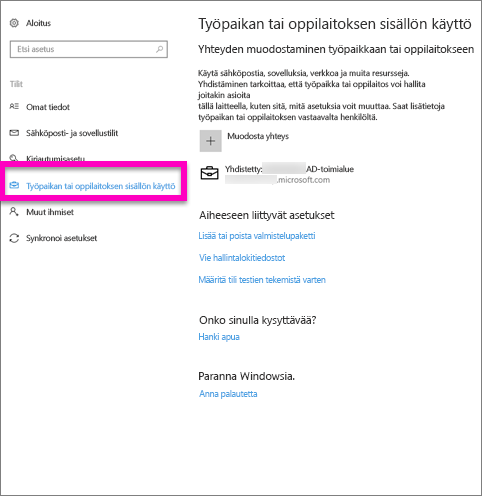 Aloitus
Etsi asetus
Tilit
Omat tiedot
Sähköposti- ja sovellustilit
Kirjautumisasetu
Työpaikan tai oppilaitoksen sisällön käyttö
Muut ihmiset
Synkronoi asetukset
Työpaikan tai oppilaitoksen sisällön käyttö
Yhteyden muodostaminen työpaikkaan tai oppilaitokseen
Käytä sähköpostia, sovelluksia, verkkoa ja muita resursseja.
Yhdistäminen tarkoittaa, että työpaikka tai oppilaitos voi hallita
joitakin asioita
tällä laitteella, kuten sitä, mitä asetuksia voit muuttaa. Saat lisätietoja
työpaikan tai oppilaitoksen vastaavalta henkilöltä.
Muodosta yhteys
Yhdistetty: AD-toimialue
.microsoft.com
Aiheeseen liittyvät asetukset
Lisää tai poista valmistelupaketti
Vie hallintalokitiedostot
Määritä tili testien tekemistä varten
Onko sinulla kysyttävää?
Hanki apua
Paranna Windowsia.
Anna palautetta